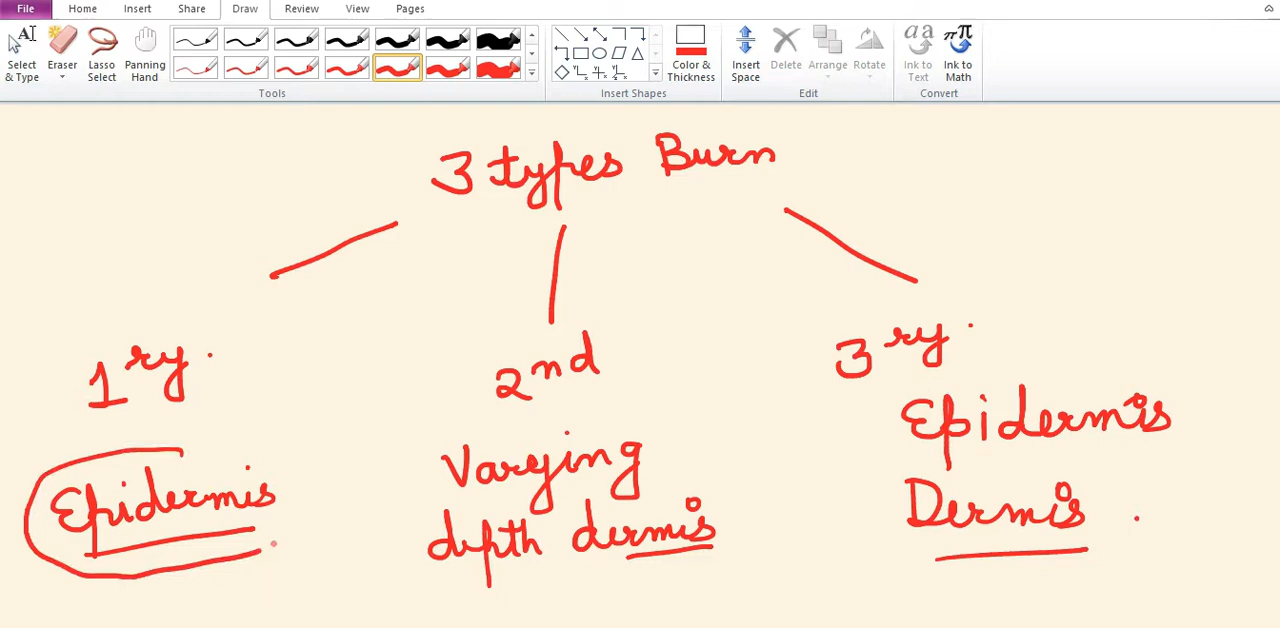 File Home Insert Share Draw Review View Pages
Select & Type Eraser Lasso Select Panning Hand Color & Thickness Insert Space Delete Arrange Rotate Ink to Text Ink to Math
Tools Insert Shapes Edit Convert
3 types Burn
1ry. 2nd 3ry.
Epidermis Varying depth dermis Epidermis Dermis.